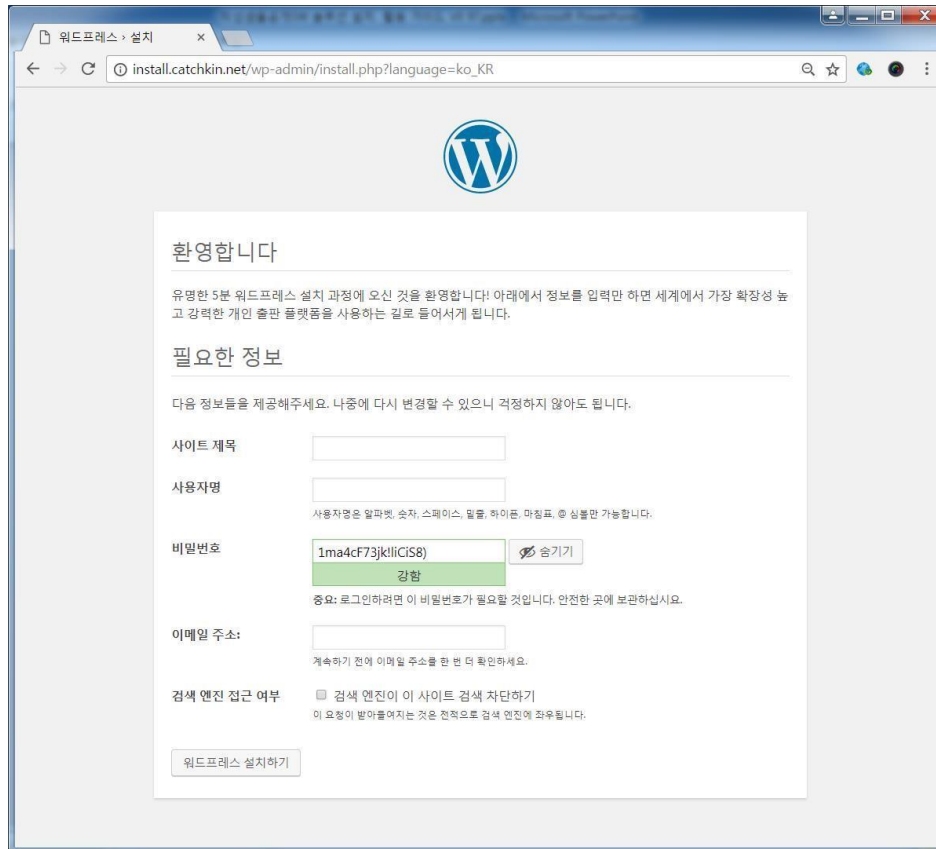 워드프레스 › 설치
install.catchkin.net/wp-admin/install.php?language=ko_KR
환영합니다
유명한 5분 워드프레스 설치 과정에 오신 것을 환영합니다! 아래에서 정보를 입력만 하면 세계에서 가장 확장성 높
고 강력한 개인 출판 플랫폼을 사용하는 길로 들어서게 됩니다.
필요한 정보
다음 정보들을 제공해주세요. 나중에 다시 변경할 수 있으니 걱정하지 않아도 됩니다.
사이트 제목
사용자명
사용자명은 알파벳, 숫자, 스페이스, 밑줄, 하이픈, 마침표, @ 심볼만 가능합니다.
비밀번호 1ma4cF73jk!liCiS8) 숨기기
강함
중요: 로그인하려면 이 비밀번호가 필요할 것입니다. 안전한 곳에 보관하십시요.
이메일 주소:
계속하기 전에 이메일 주소를 한 번 더 확인하세요.
검색 엔진 접근 여부 검색 엔진이 이 사이트 검색 차단하기
이 요청이 받아들여지는 것은 전적으로 검색 엔진에 좌우됩니다.
워드프레스 설치하기